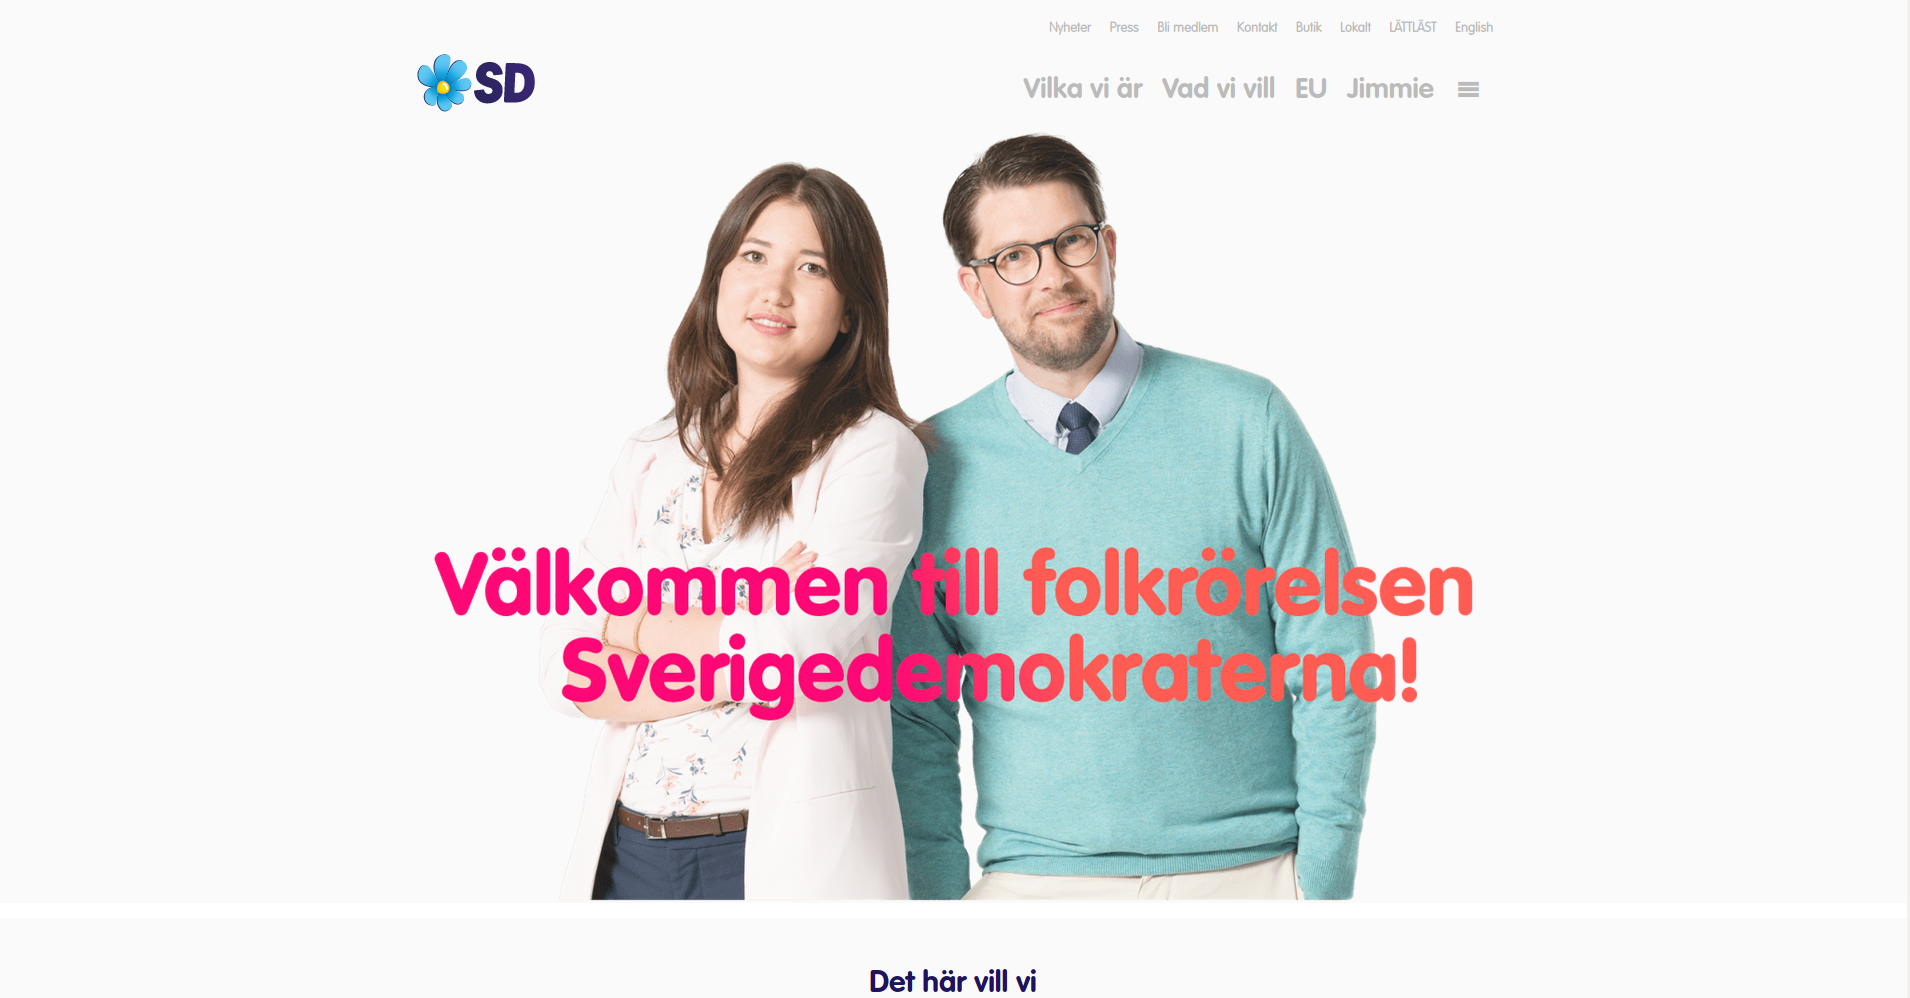 Nyheter Press Bli medlem Kontakt Butik Lokalt LÄTTLÄST English
SD
Vilka vi är Vad vi vill EU Jimmie
Välkommen till folkrörelsen
Sverigedemokraterna!
Det här vill vi